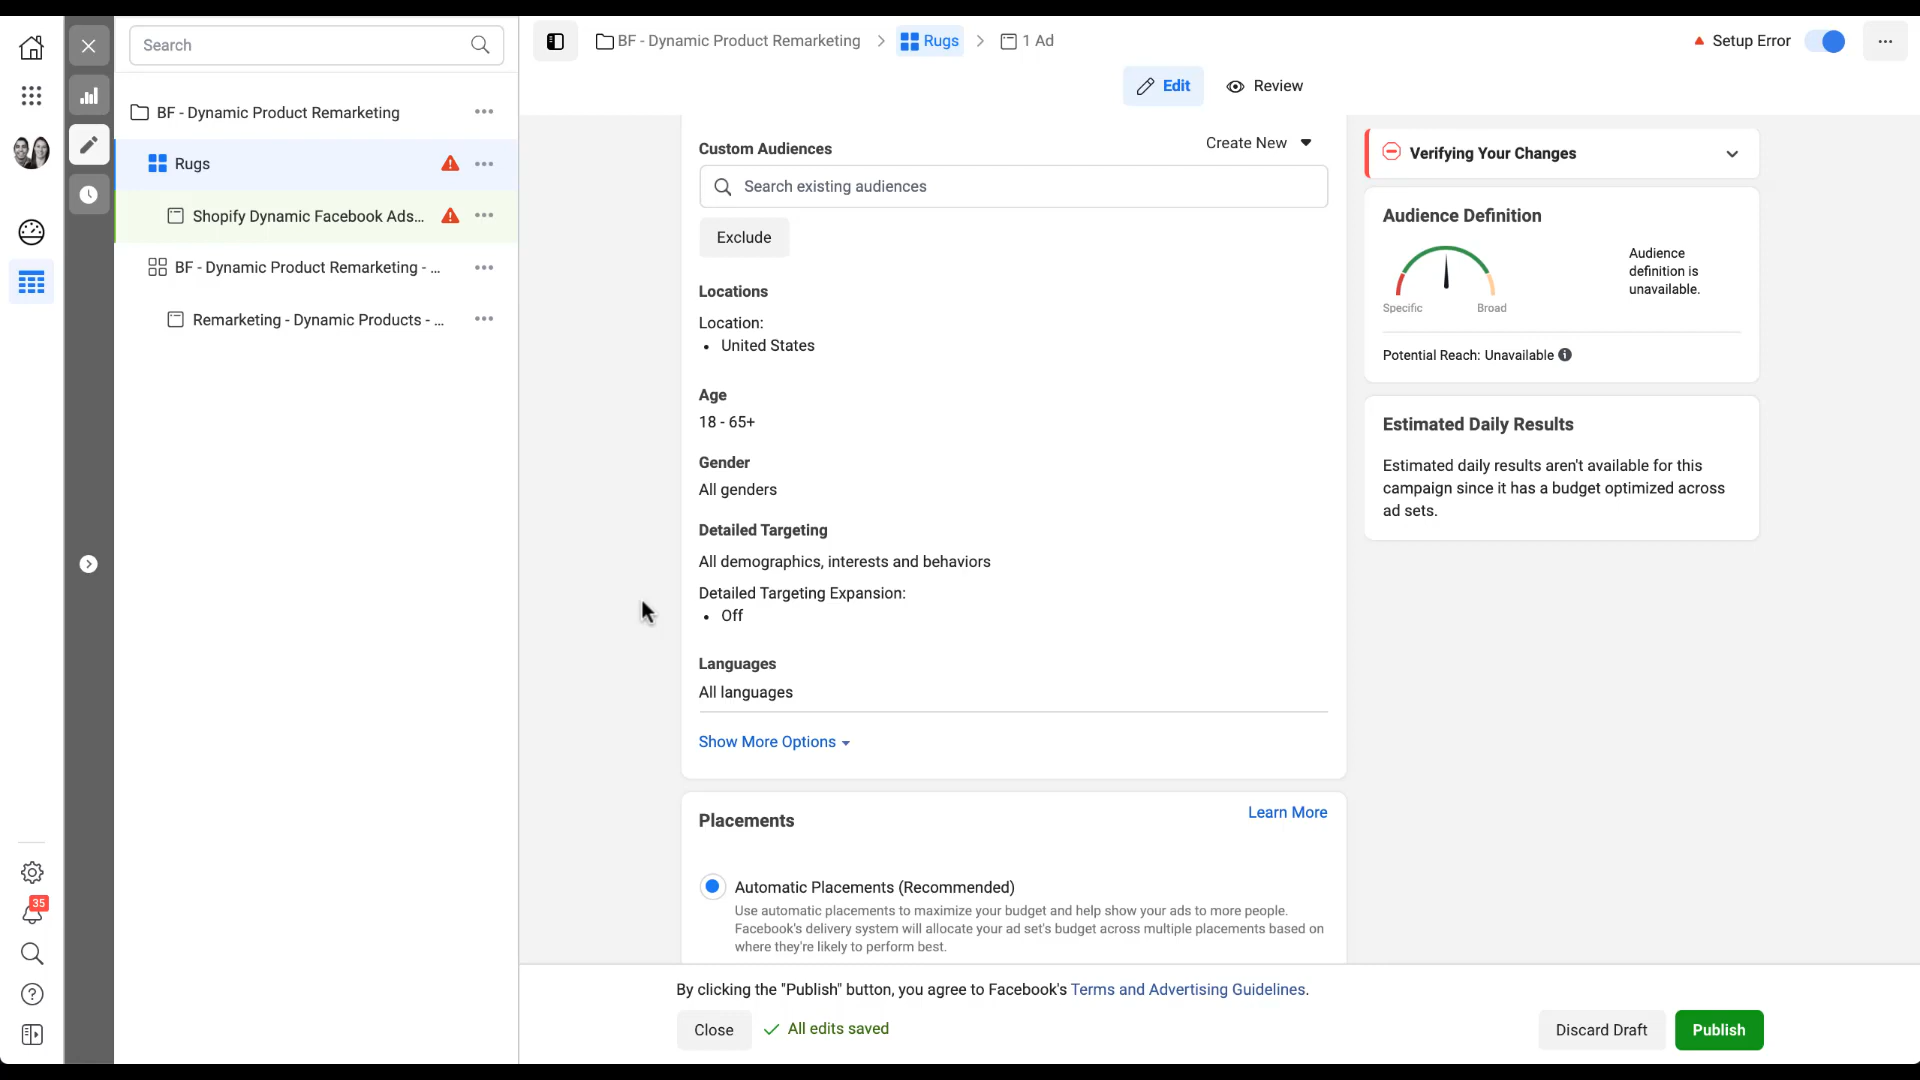 Search
BF - Dynamic Product Remarketing
Rugs
1 Ad
Setup Error
Edit
Review
BF - Dynamic Product Remarketing
Rugs
Shopify Dynamic Facebook Ads...
BF - Dynamic Product Remarketing - ...
Remarketing - Dynamic Products - ...
35
Custom Audiences
Create New
Search existing audiences
Exclude
Locations
Location:
• United States
Age
18 - 65+
Gender
All genders
Detailed Targeting
All demographics, interests and behaviors
Detailed Targeting Expansion:
• Off
Languages
All languages
Show More Options
Placements
Learn More
Automatic Placements (Recommended)
Use automatic placements to maximize your budget and help show your ads to more people.
Facebook's delivery system will allocate your ad set's budget across multiple placements based on
where they're likely to perform best.
Verifying Your Changes
Audience Definition
Specific
Broad
Audience
definition is
unavailable.
Potential Reach: Unavailable
Estimated Daily Results
Estimated daily results aren't available for this
campaign since it has a budget optimized across
ad sets.
By clicking the "Publish" button, you agree to Facebook's Terms and Advertising Guidelines.
Close
All edits saved
Discard Draft
Publish